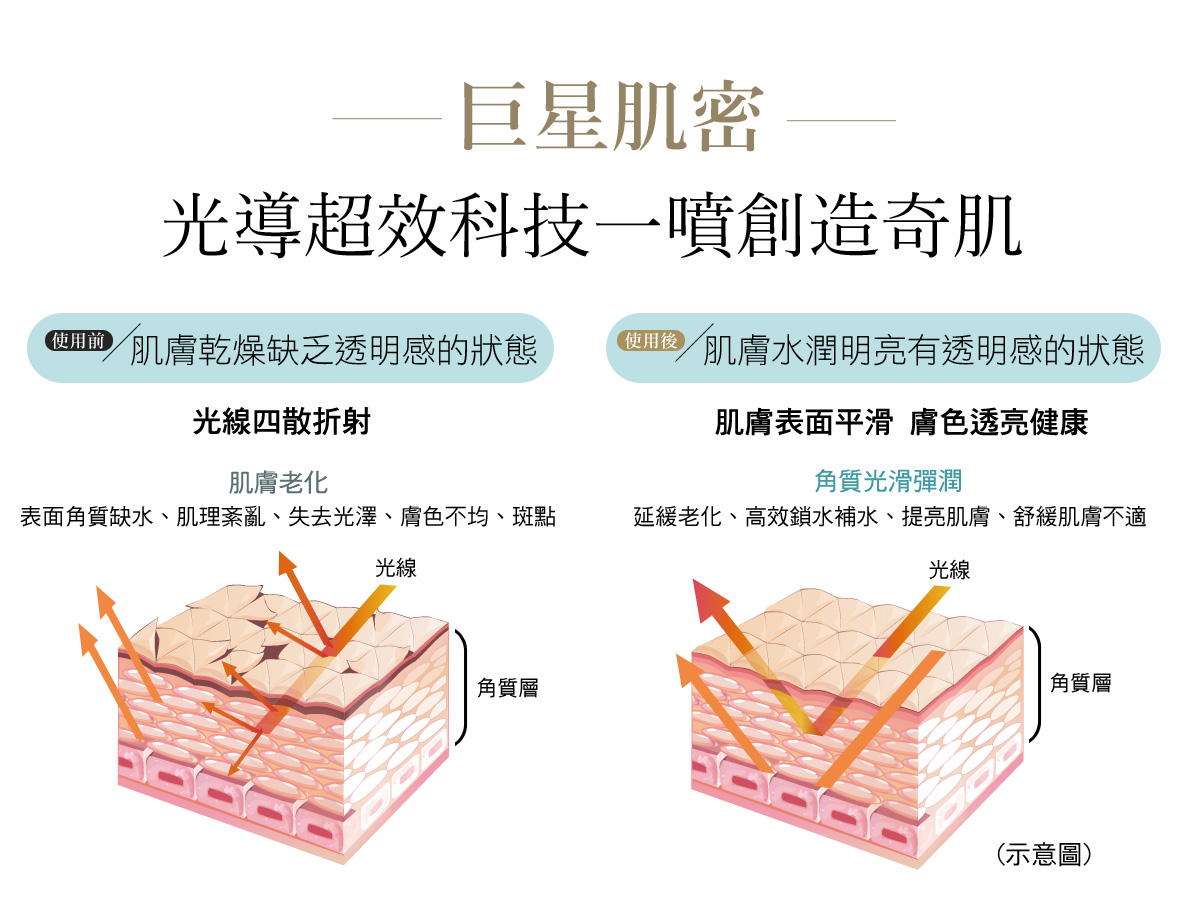 巨星肌密
光導超效科技一噴創造奇肌
使用前/肌膚乾燥缺乏透明感的狀態
光線四散折射
肌膚老化
表面角質缺水、肌理紊亂、失去光澤、膚色不均、斑點
光線
角質層
使用後/肌膚水潤明亮有透明感的狀態
肌膚表面平滑 膚色透亮健康
角質光滑彈潤
延緩老化、高效鎖水補水、提亮肌膚、舒緩肌膚不適
光線
角質層
(示意圖)